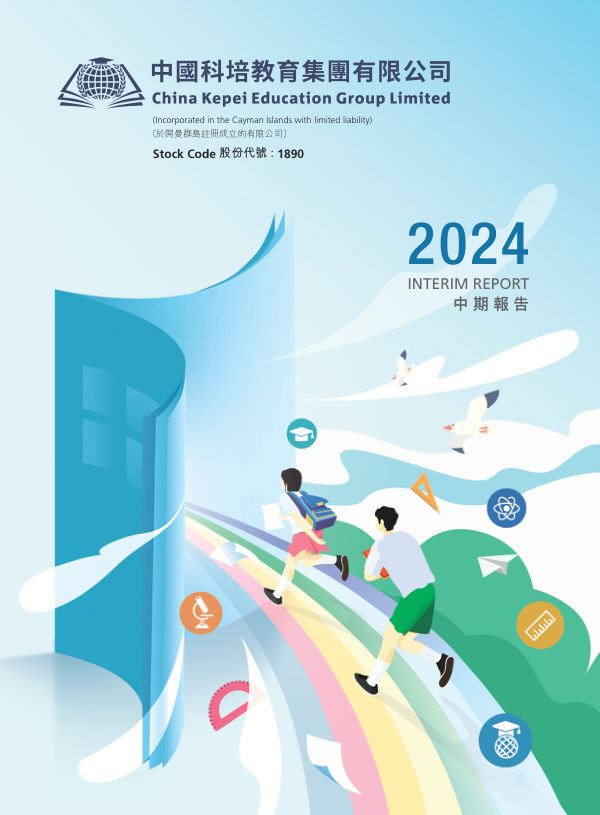 中國科培教育集團有限公司
China Kepei Education Group Limited
(Incorporated in the Cayman Islands with limited liability)
(於開曼群島註冊成立的有限公司)
Stock Code 股份代號 : 1890
2024
INTERIM REPORT
中期報告